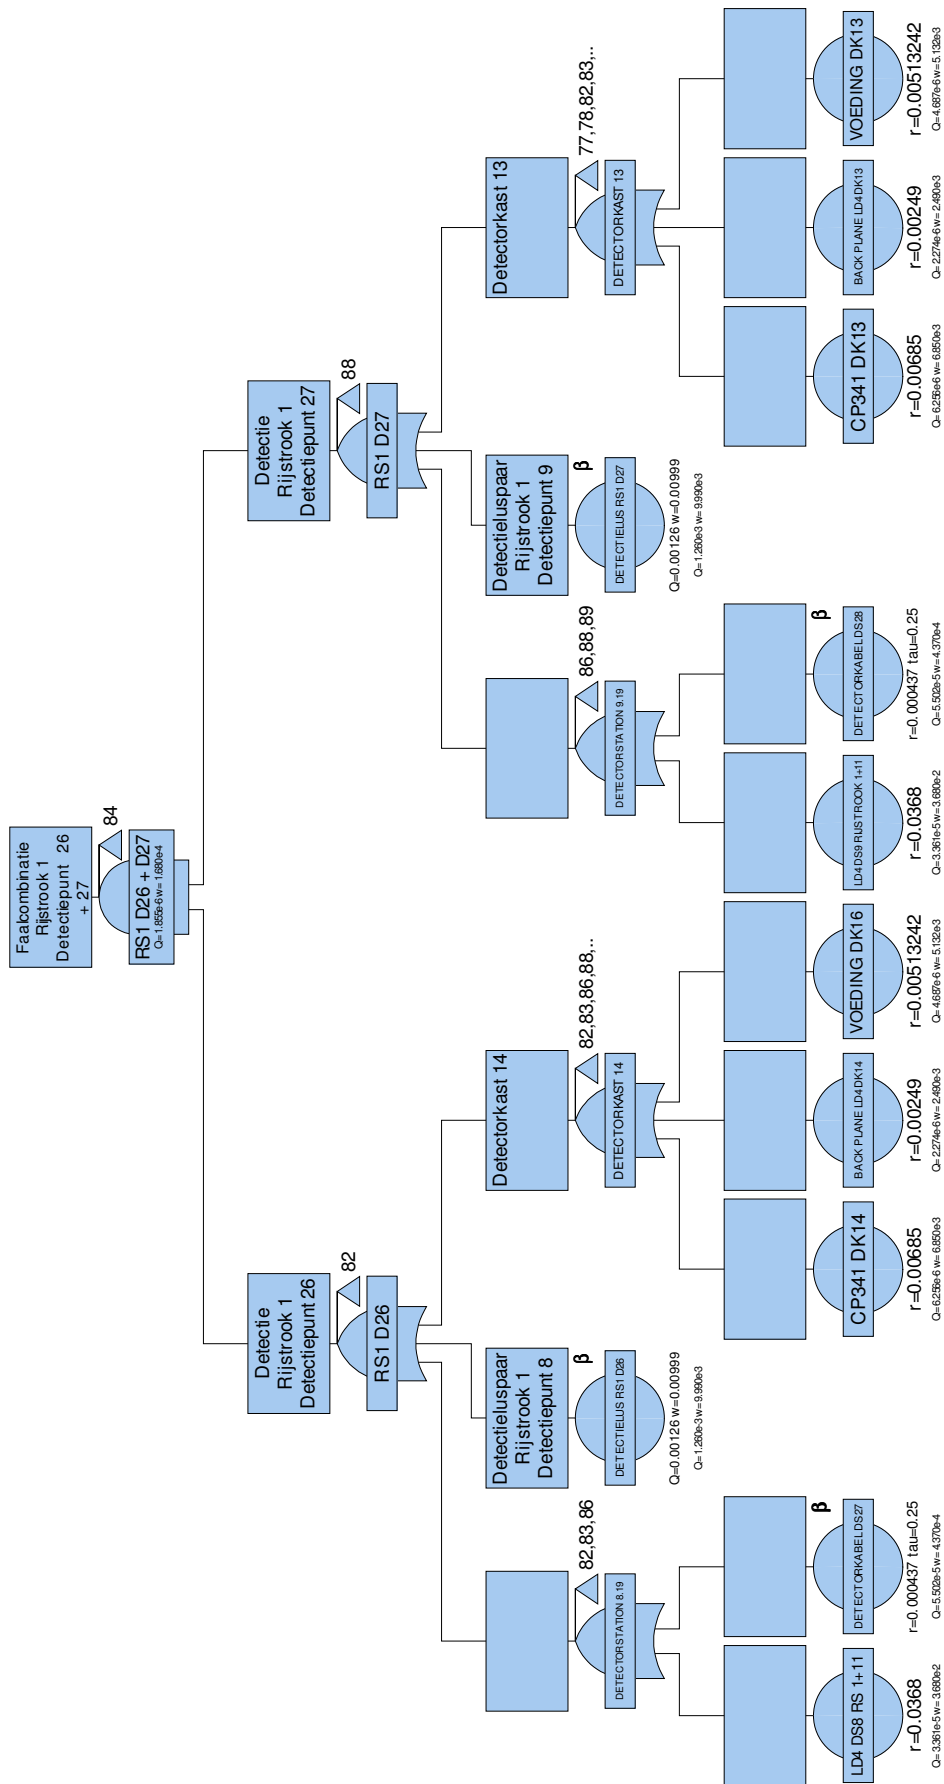 Faalcombinatie
Rijstrook 1
Detectiepunt 26
+ 27
84
RS1 D26 + D27
Q=1.855e-6 w=1.680e-4
Detectie
Rijstrook 1
Detectiepunt 26
82
RS1 D26
Detectie
Rijstrook 1
Detectiepunt 27
88
RS1 D27
82,83,86
DETECTORSTATION 8.19
Detectieluspaar
Rijstrook 1
Detectiepunt 8
β
DETECTIELUS RS1 D26
Q=0.00126 w=0.00999
Q=1.260e-3 w=9.990e-3
Detectorkast 14
82,83,86,88,..
DETECTORKAST 14
86,88,89
DETECTORSTATION 9.19
Detectieluspaar
Rijstrook 1
Detectiepunt 9
β
DETECTIELUS RS1 D27
Q=0.00126 w=0.00999
Q=1.260e-3 w=9.990e-3
Detectorkast 13
77,78,82,83,..
DETECTORKAST 13
LD4 DS8 RS 1+11
r=0.0368
Q=3.361e-5 w=3.680e-2
β
DETECTORKABEL DS27
r=0.000437 tau=0.25
Q=5.502e-5 w=4.370e-4
CP341 DK14
r=0.00685
Q=6.256e-6 w=6.850e-3
BACK PLANE LD4 DK14
r=0.00249
Q=2.274e-6 w=2.490e-3
VOEDING DK16
r=0.00513242
Q=4.687e-6 w=5.132e-3
LD4 DS9 RIJSTROOK 1+11
r=0.0368
Q=3.361e-5 w=3.680e-2
β
DETECTORKABEL DS28
r=0.000437 tau=0.25
Q=5.502e-5 w=4.370e-4
CP341 DK13
r=0.00685
Q=6.256e-6 w=6.850e-3
BACK PLANE LD4 DK13
r=0.00249
Q=2.274e-6 w=2.490e-3
VOEDING DK13
r=0.00513242
Q=4.687e-6 w=5.132e-3